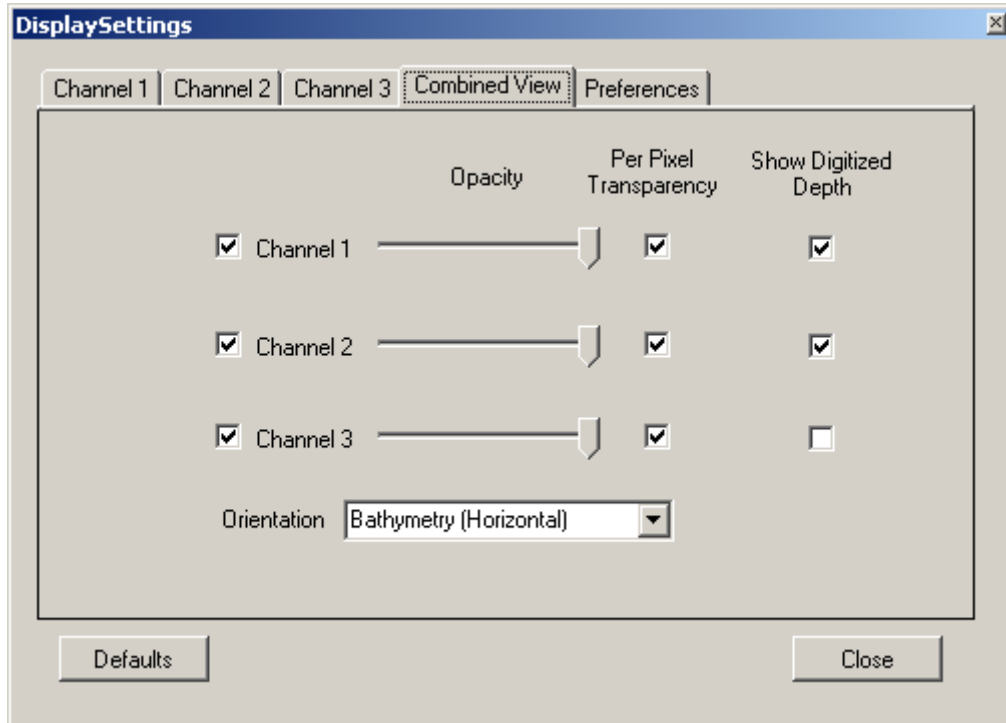 DisplaySettings
Channel 1 Channel 2 Channel 3 Combined View Preferences
Opacity
Per Pixel
Transparency
Show Digitized
Depth
Channel 1
Channel 2
Channel 3
Orientation Bathymetry (Horizontal)
Defaults Close